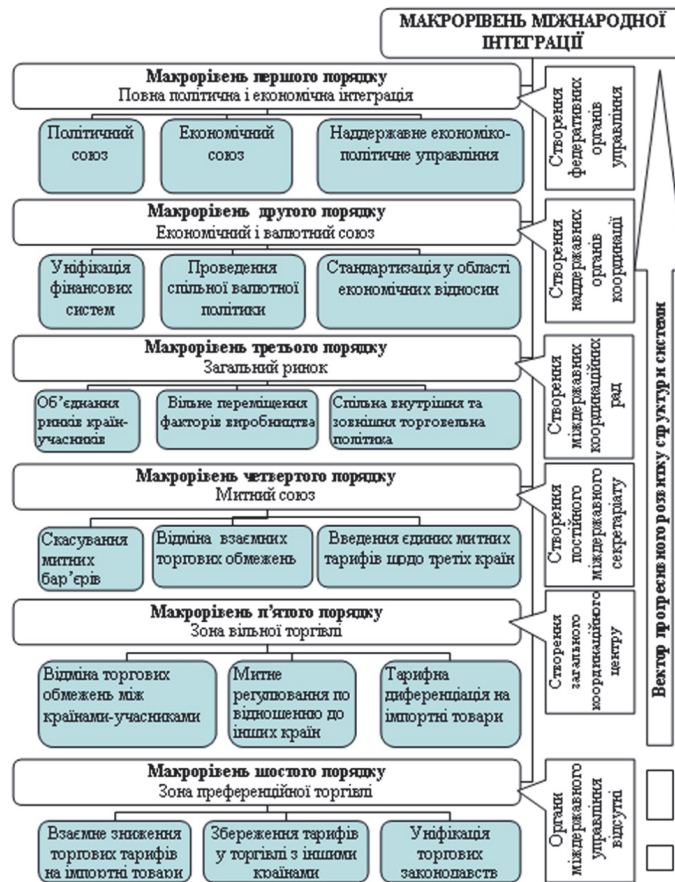 МАКРОРІВЕНЬ МІЖНАРОДНОЇ
ІНТЕГРАЦІЇ
Макрорівень першого порядку
Повна політична і економічна інтеграція
Політичний
союз
Економічний
союз
Наддержавне економіко-
політичне управління
Створення
федеративних
органів
управління
Макрорівень другого порядку
Економічний і валютний союз
Уніфікація
фінансових
систем
Проведення
спільної валютної
політики
Стандартизація у області
економічних відносин
Створення
наддержавних
органів
координації
Макрорівень третього порядку
Загальний ринок
Об’єднання
ринків країн-
учасників
Вільне переміщення
факторів виробництва
Спільна внутрішня та
зовнішня торговельна
політика
Створення
міждержавних
координаційних
рад
Макрорівень четвертого порядку
Митний союз
Скасування
митних
бар’єрів
Відміна взаємних
торгових обмежень
Введення єдиних митних
тарифів щодо третіх країн
Створення
постійного
міждержавного
секретаріату
Макрорівень п’ятого порядку
Зона вільної торгівлі
Відміна торгових
обмежень між
країнами-учасниками
Митне
регулювання по
відношенню до
інших країн
Тарифна
диференціація на
імпортні товари
Створення
загального
координаційного
центру
Макрорівень шостого порядку
Зона преференційної торгівлі
Взаємне зниження
торгових тарифів
на імпортні товари
Збереження тарифів
у торгівлі з іншими
країнами
Уніфікація
торгових
законодавств
Органи
міждержавного
управління
відсутні
Вектор прогресивного розвитку структури системи